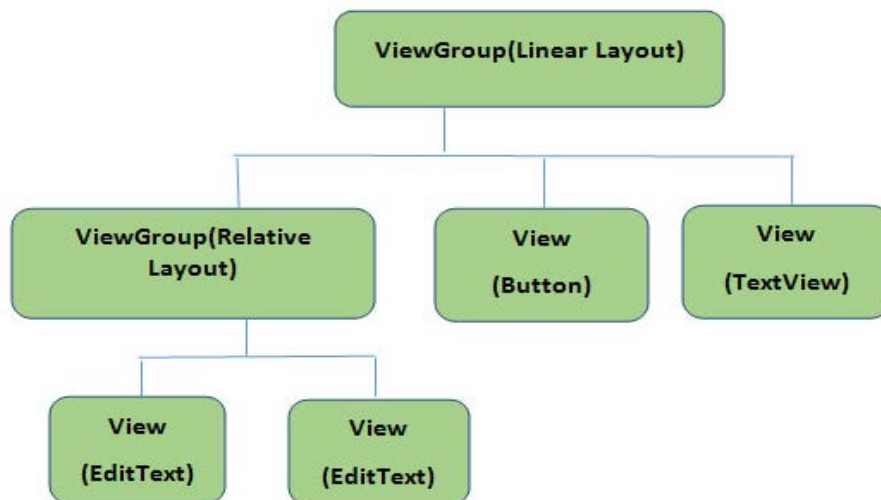 ViewGroup(Linear Layout)
ViewGroup(Relative
Layout)
View
(Button)
View
(TextView)
View
(EditText)
View
(EditText)